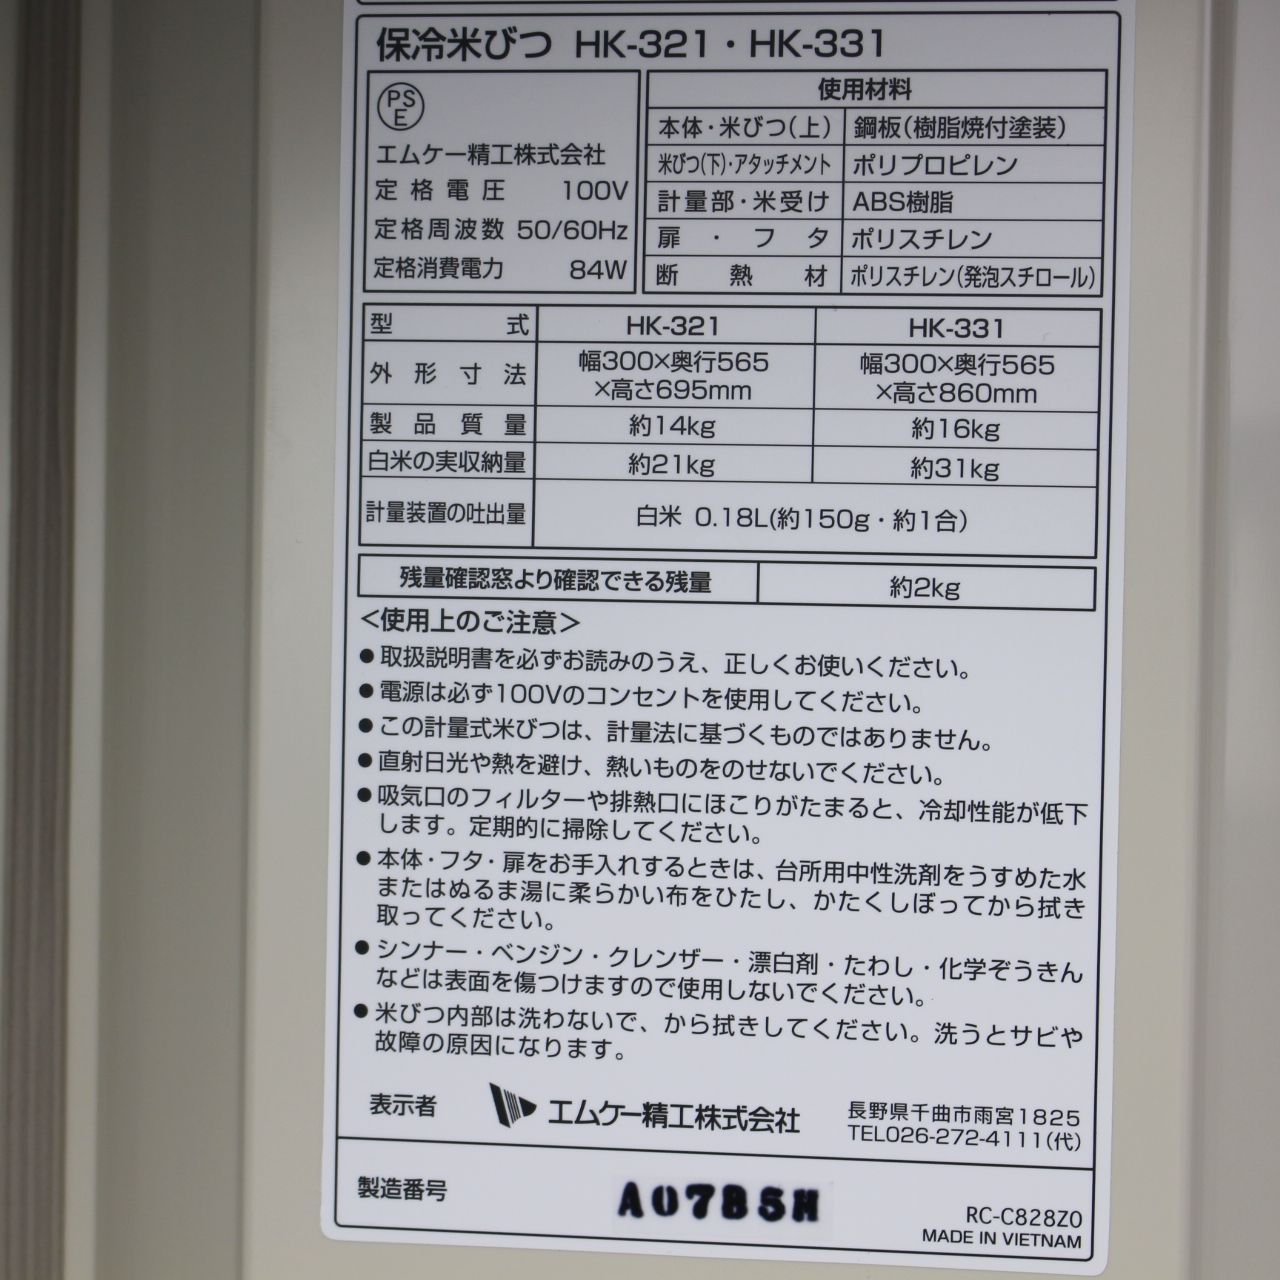 保冷米びつ HK-321・HK-331
PSE
エムケー精工株式会社
定格電圧 100V
定格周波数 50/60Hz
定格消費電力 84W
使用材料
本体・米びつ(上) 鋼板(樹脂焼付塗装)
米びつ(下)・アタッチメント ポリプロピレン
計量部・米受け ABS樹脂
扉・フタ ポリスチレン
断熱材 ポリスチレン(発泡スチロール)
型式 HK-321 HK-331
外形寸法 幅300×奥行565×高さ695mm 幅300×奥行565×高さ860mm
製品質量 約14kg 約16kg
白米の実収納量 約21kg 約31kg
計量装置の吐出量 白米 0.18L(約150g・約1合)
残量確認窓より確認できる残量 約2kg
<使用上のご注意>
●取扱説明書を必ずお読みのうえ、正しくお使いください。
●電源は必ず100Vのコンセントを使用してください。
●この計量式米びつは、計量法に基づくものではありません。
●直射日光や熱を避け、熱いものをのせないでください。
●吸気口のフィルターや排熱口にほこりがたまると、冷却性能が低下
します。定期的に掃除してください。
●本体・フタ・扉をお手入れするときは、台所用中性洗剤をうすめた水
またはぬるま湯に柔らかい布をひたし、かたくしぼってから拭き
取ってください。
●シンナー・ベンジン・クレンザー・漂白剤・たわし・化学ぞうきん
などは表面を傷つけますので使用しないでください。
●米びつ内部は洗わないで、から拭きしてください。洗うとサビや
故障の原因になります。
表示者 エムケー精工株式会社 長野県千曲市雨宮1825
TEL026-272-4111(代)
製造番号 A07B5M
RC-C828Z0
MADE IN VIETNAM